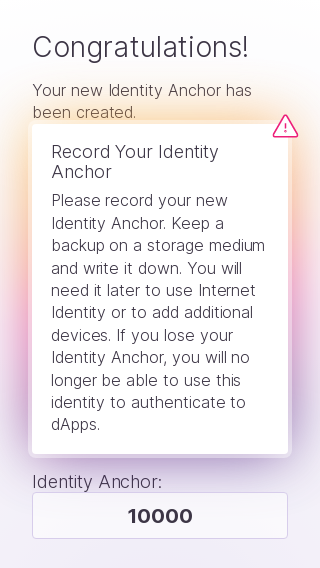 Congratulations!
Your new Identity Anchor has
been created.
Record Your Identity
Anchor
Please record your new
Identity Anchor. Keep a
backup on a storage medium
and write it down. You will
need it later to use Internet
Identity or to add additional
devices. If you lose your
Identity Anchor, you will no
longer be able to use this
identity to authenticate to
dApps.
Identity Anchor:
10000